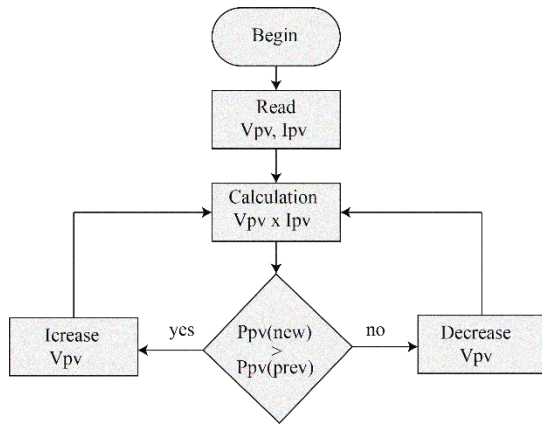 Begin
Read
Vpv, Ipv
Calculation
Vpv x Ipv
Ppv(new)
>
Ppv(prev)
yes
no
Icrease
Vpv
Decrease
Vpv